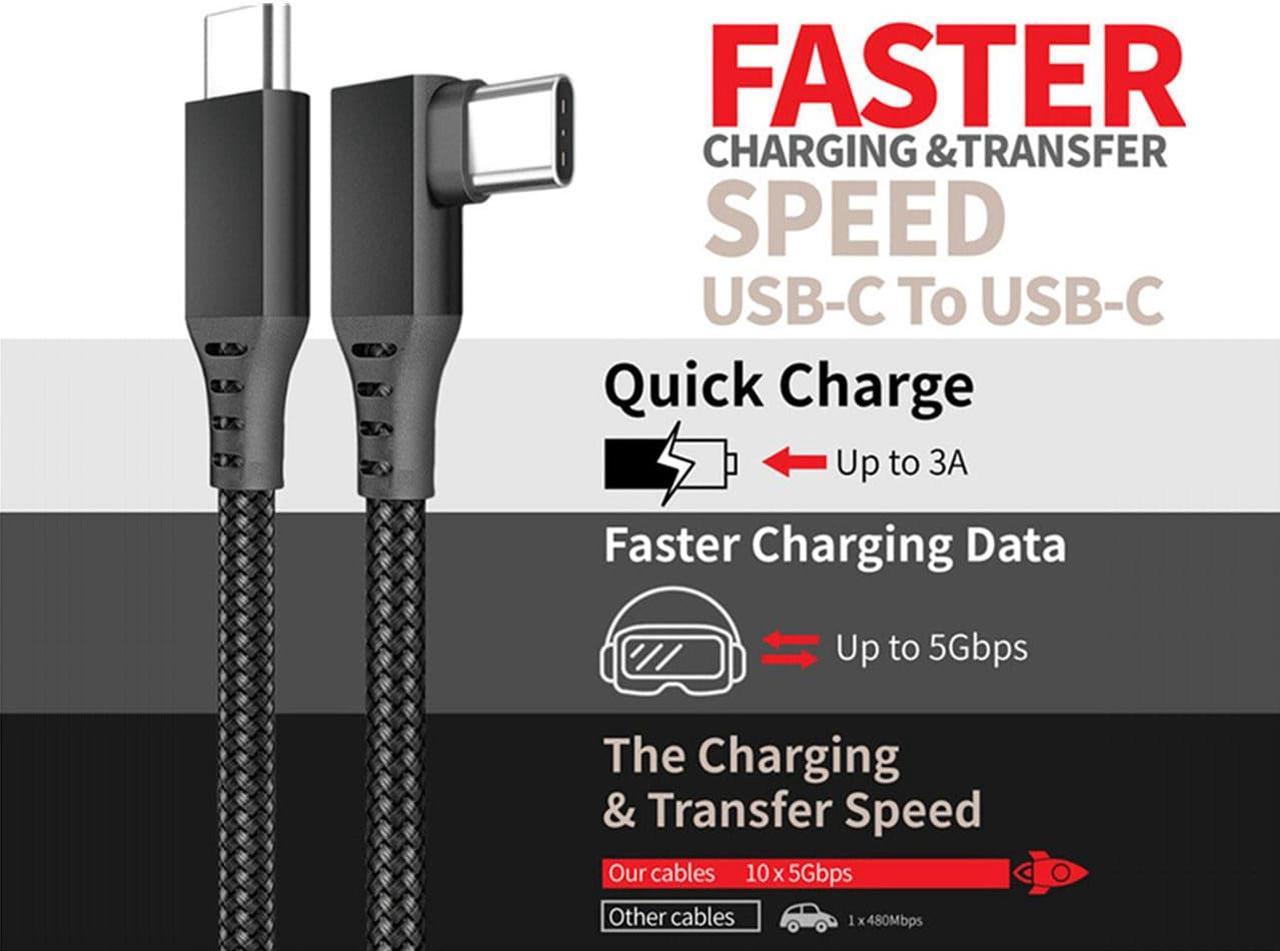 FASTER
CHARGING &TRANSFER
SPEED
USB-C To USB-C
Quick Charge
Up to 3A
Faster Charging Data
Up to 5Gbps
The Charging
& Transfer Speed
Our cables 10 x 5Gbps
Other cables 1 x 480Mbps